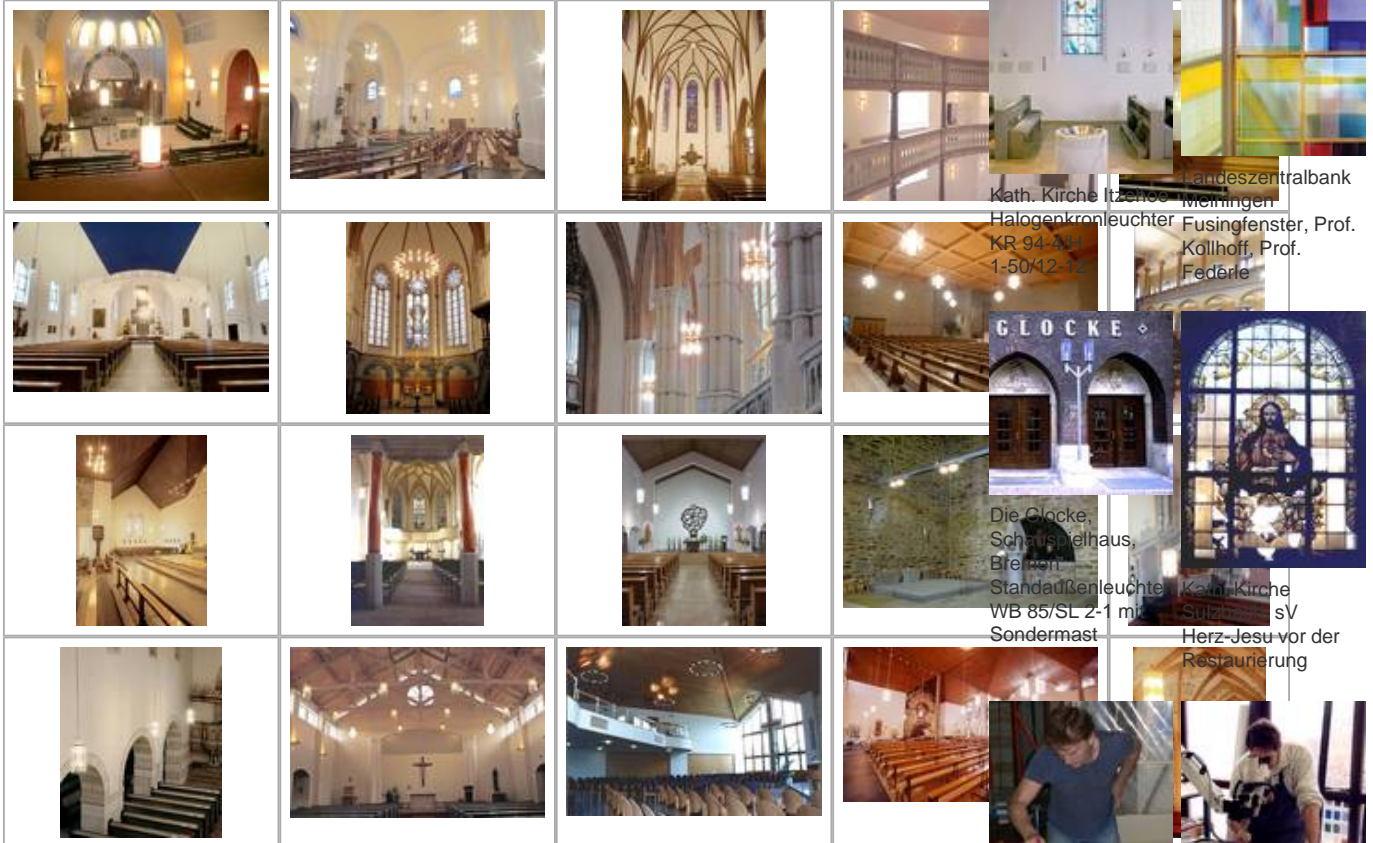 Kath. Kirche Itzehoe
Halogenkronleuchter
KR 94-4/H
1-50/12-12
Landeszentralbank
Meiningen
Fusingfenster, Prof.
Kollhoff, Prof.
Federle
GLOCKE
Die Glocke,
Schauspielhaus,
Bremen
Standaußenleuchte
WB 85/SL 2-1 mit
Sondermast
Kath. Kirche
sV
Herz-Jesu vor der
Restaurierung